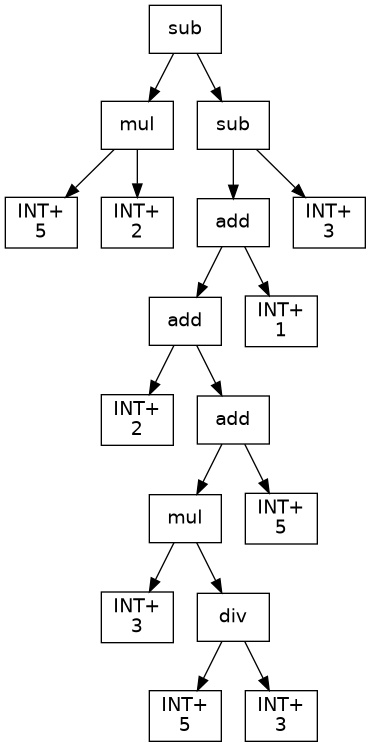 sub
mul
sub
INT+
5
INT+
2
add
INT+
3
add
INT+
1
INT+
2
add
mul
INT+
5
INT+
3
div
INT+
5
INT+
3